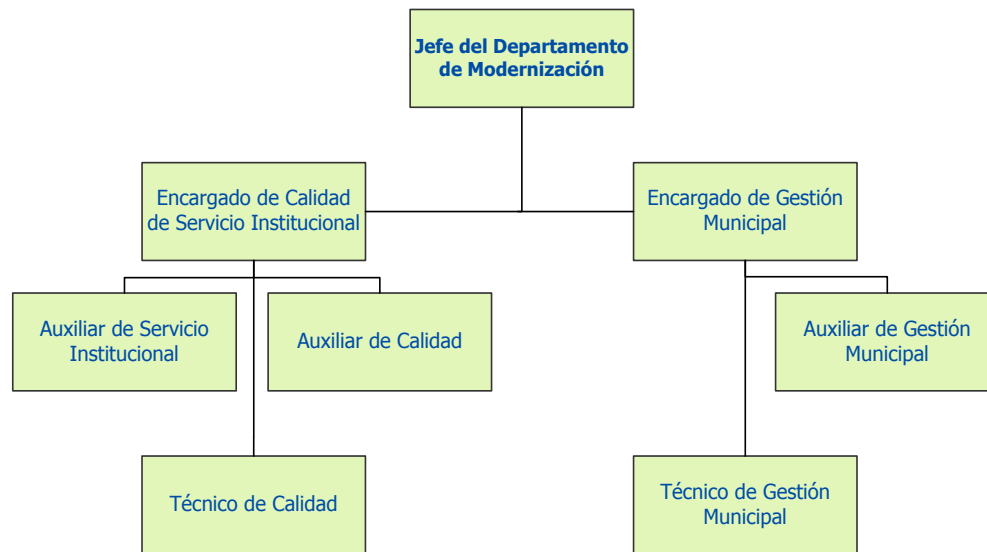 Jefe del Departamento
de Modernización
Encargado de Calidad
de Servicio Institucional
Encargado de Gestión
Municipal
Auxiliar de Servicio
Institucional
Auxiliar de Calidad
Auxiliar de Gestión
Municipal
Técnico de Calidad
Técnico de Gestión
Municipal